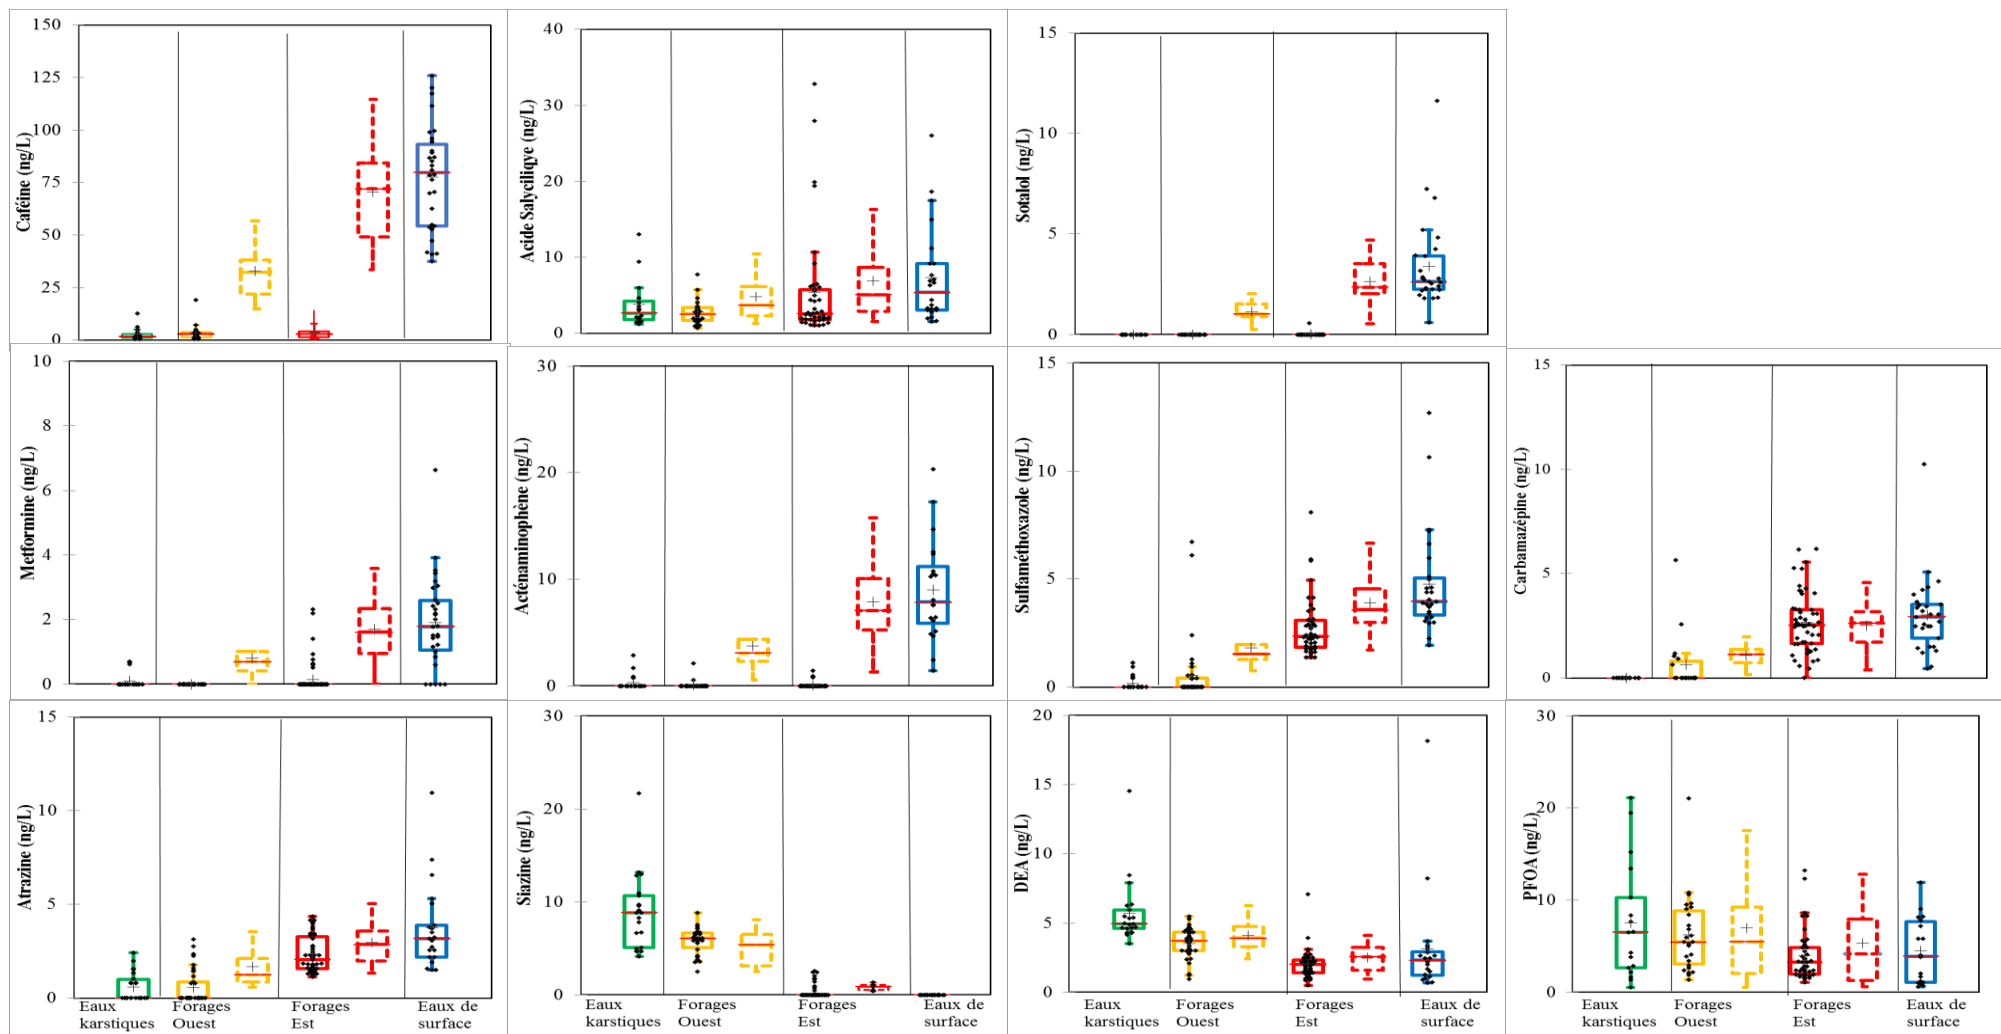 Caféine (ng/L)
150
125
100
75
50
25
0
Acide Salyciliqye (ng/L)
40
30
20
10
0
Sotalol (ng/L)
15
10
5
0
Metformine (ng/L)
10
8
6
4
2
0
Acténaminophène (ng/L)
30
20
10
0
Sulfaméthoxazole (ng/L)
15
10
5
0
Carbamazépine (ng/L)
15
10
5
0
Atrazine (ng/L)
15
10
5
0
Eaux karstiques
Forages Ouest
Forages Est
Eaux de surface
Siazine (ng/L)
30
20
10
0
Eaux karstiques
Forages Ouest
Forages Est
Eaux de surface
DEA (ng/L)
20
15
10
5
0
Eaux karstiques
Forages Ouest
Forages Est
Eaux de surface
PFOA (ng/L)
30
20
10
0
Eaux karstiques
Forages Ouest
Forages Est
Eaux de surface